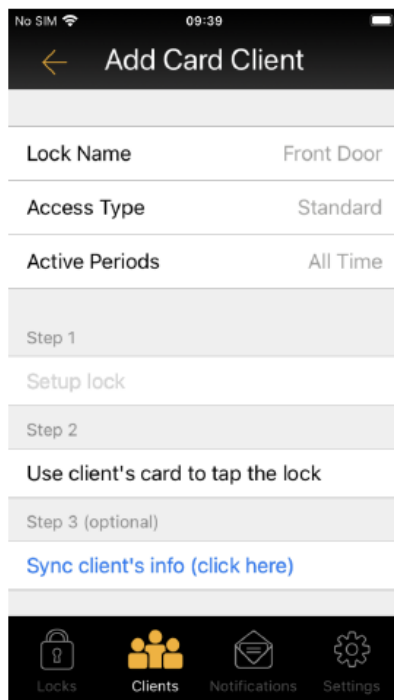 No SIM 09:39
Add Card Client
Lock Name Front Door
Access Type Standard
Active Periods All Time
Step 1
Setup lock
Step 2
Use client's card to tap the lock
Step 3 (optional)
Sync client's info (click here)
Locks Clients Notifications Settings